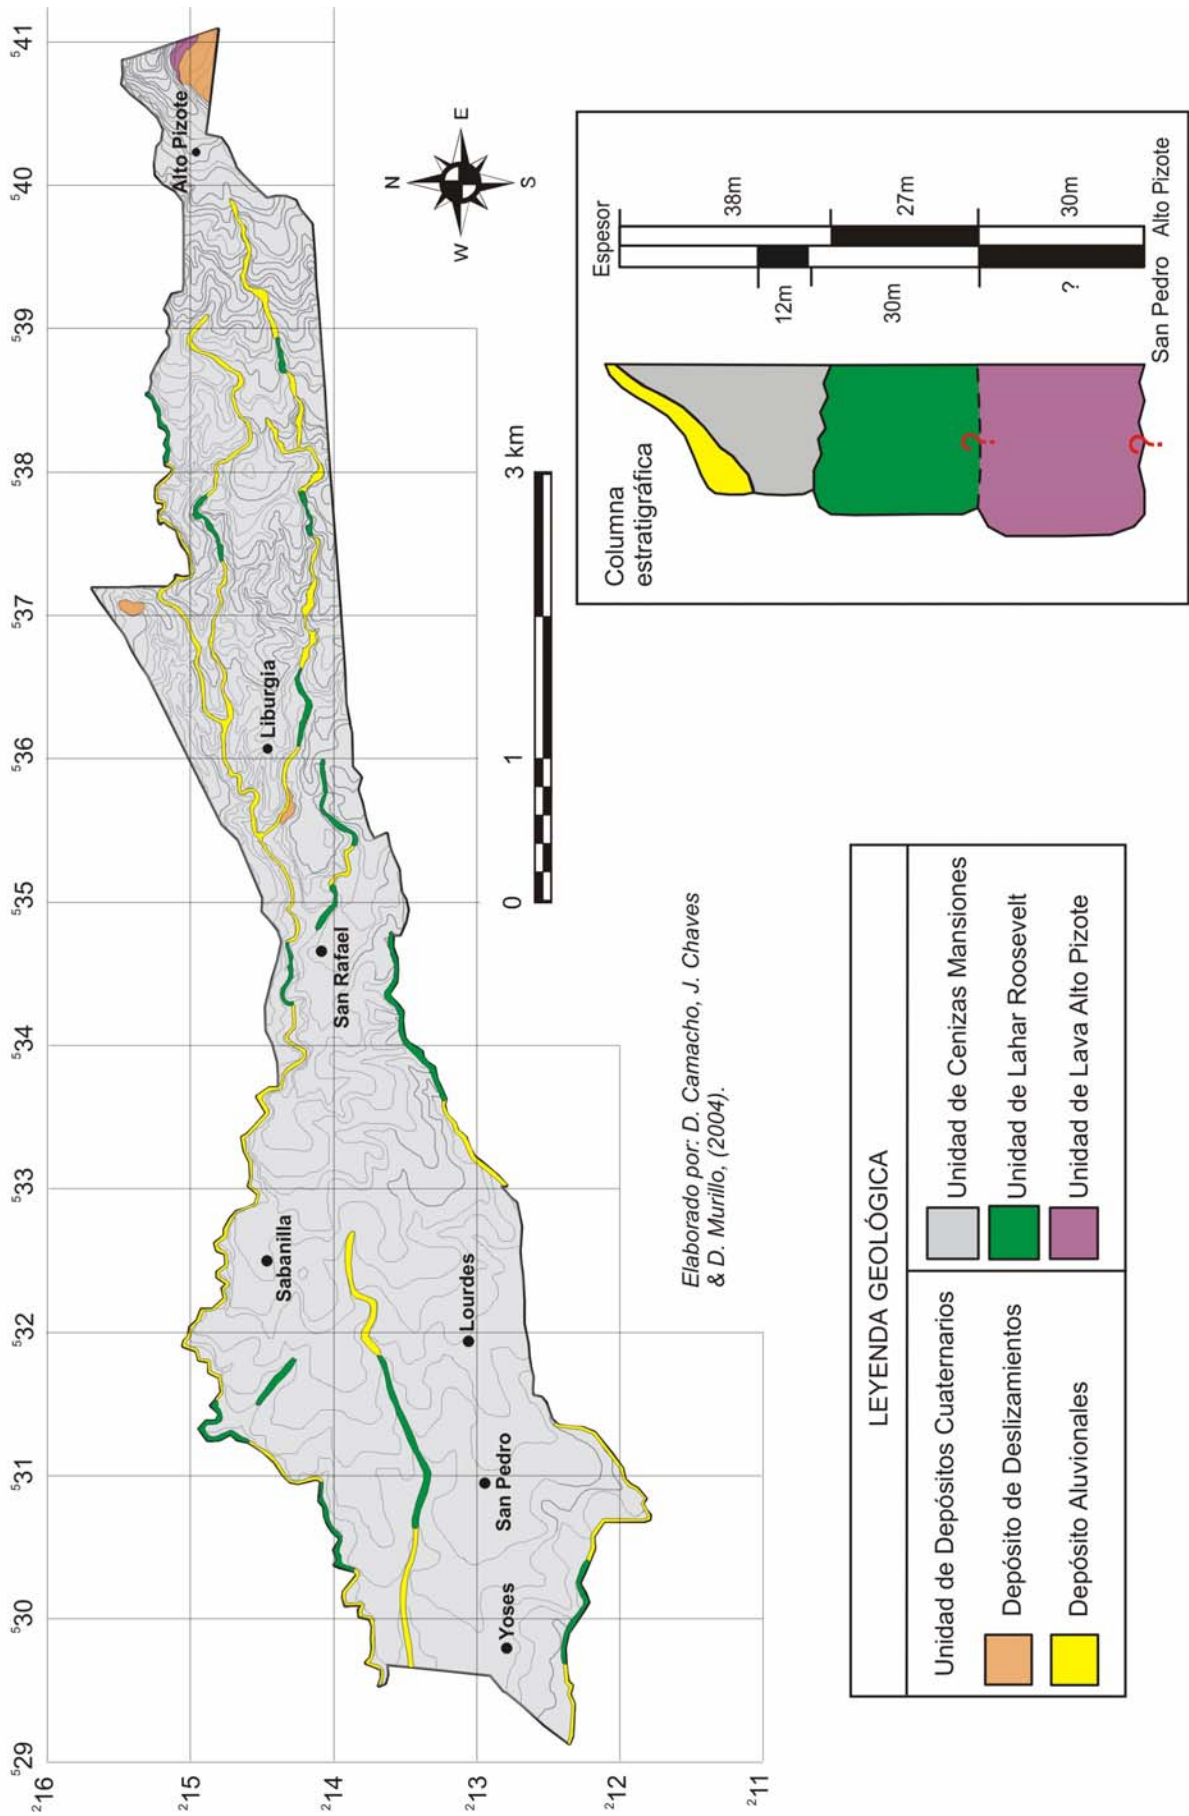 216
215
214
213
212
211
529
530
531
532
533
534
535
536
537
538
539
540
541
Yoses
San Pedro
Lourdes
Sabanilla
San Rafael
Liburgia
Alto Pizote
N
E
S
W
0
1
3 km
Elaborado por: D. Camacho, J. Chaves
& D. Murillo, (2004).
LEYENDA GEOLÓGICA
Unidad de Depósitos Cuaternarios
Depósito de Deslizamientos
Depósito Aluvionales
Unidad de Cenizas Mansiones
Unidad de Lahar Roosevelt
Unidad de Lava Alto Pizote
Columna
estratigráfica
¿
¿
Espesor
12m
30m
?
38m
27m
30m
San Pedro
Alto Pizote